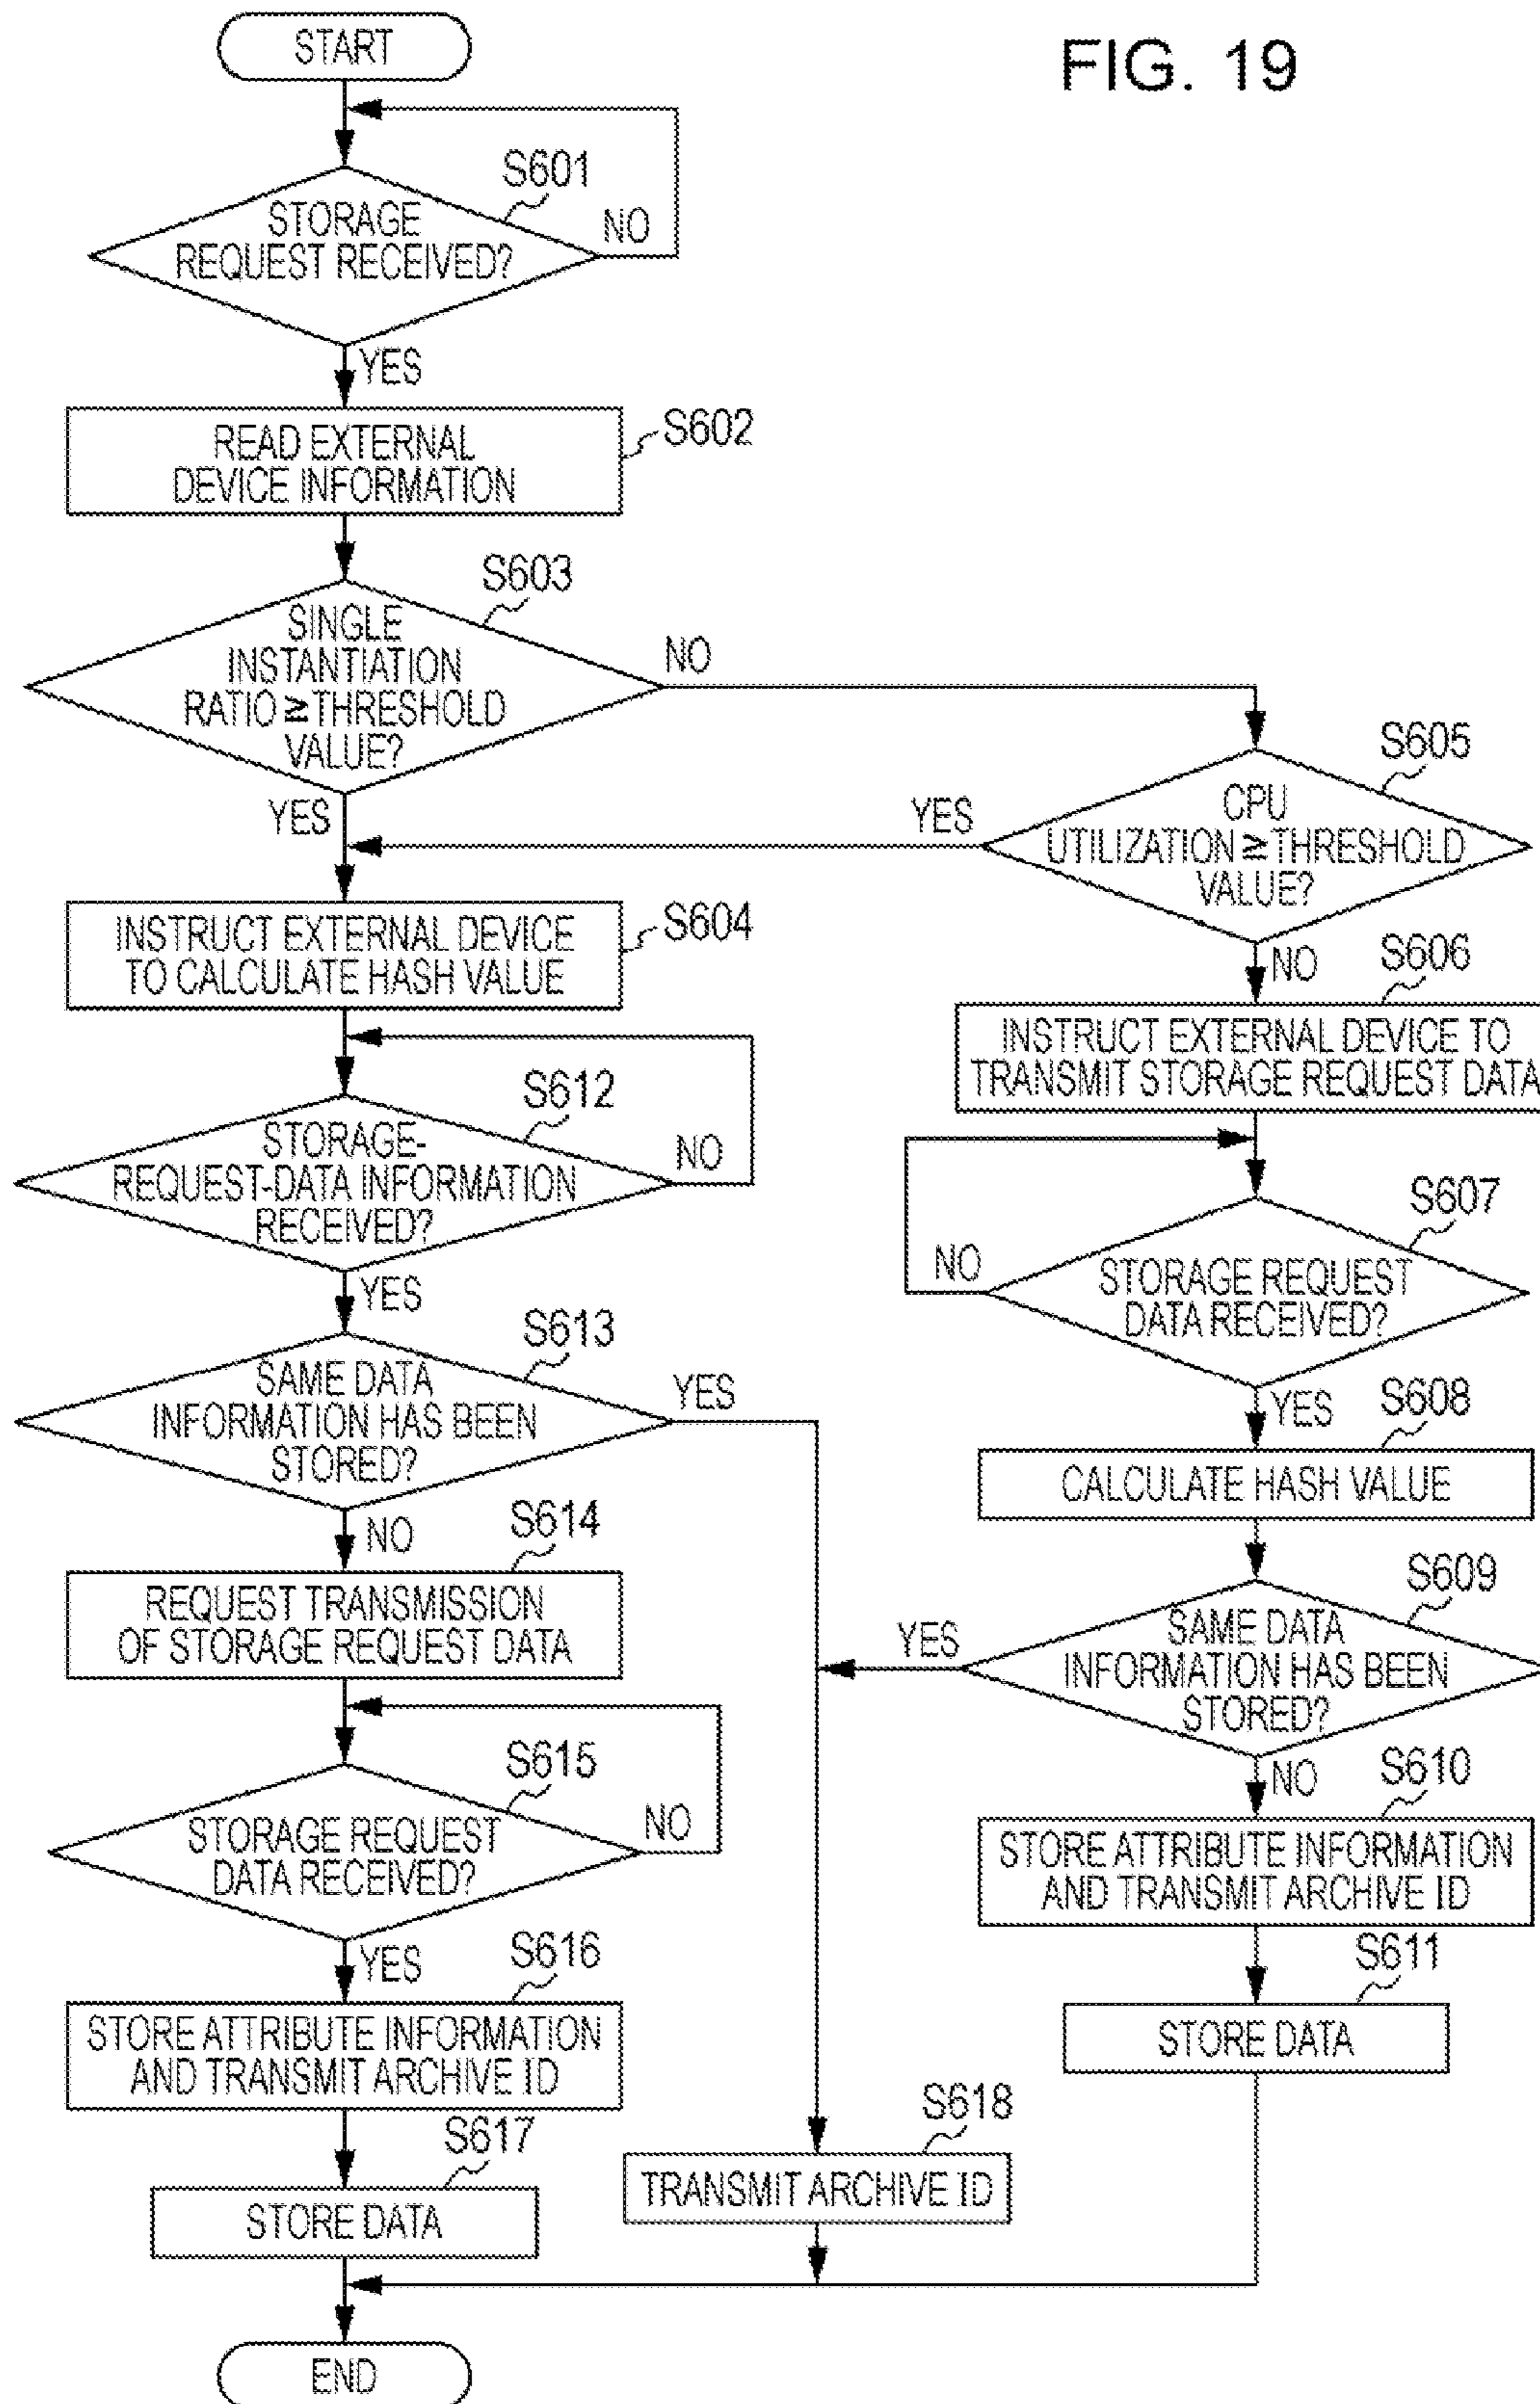 FIG. 19
START
S601
STORAGE
REQUEST RECEIVED?
NO
YES
READ EXTERNAL
DEVICE INFORMATION
S602
S603
SINGLE
INSTANTIATION
RATIO ≧ THRESHOLD
VALUE?
NO
YES
S605
CPU
UTILIZATION ≧ THRESHOLD
VALUE?
YES
NO
INSTRUCT EXTERNAL DEVICE
TO CALCULATE HASH VALUE
S604
S606
INSTRUCT EXTERNAL DEVICE TO
TRANSMIT STORAGE REQUEST DATA
S612
STORAGE-
REQUEST-DATA INFORMATION
RECEIVED?
NO
YES
S607
STORAGE REQUEST
DATA RECEIVED?
NO
YES
S613
SAME DATA
INFORMATION HAS BEEN
STORED?
YES
NO
S608
CALCULATE HASH VALUE
S614
REQUEST TRANSMISSION
OF STORAGE REQUEST DATA
S609
SAME DATA
INFORMATION HAS BEEN
STORED?
YES
NO
S615
STORAGE REQUEST
DATA RECEIVED?
NO
YES
S610
STORE ATTRIBUTE INFORMATION
AND TRANSMIT ARCHIVE ID
S616
STORE ATTRIBUTE INFORMATION
AND TRANSMIT ARCHIVE ID
S611
STORE DATA
S617
STORE DATA
S618
TRANSMIT ARCHIVE ID
END